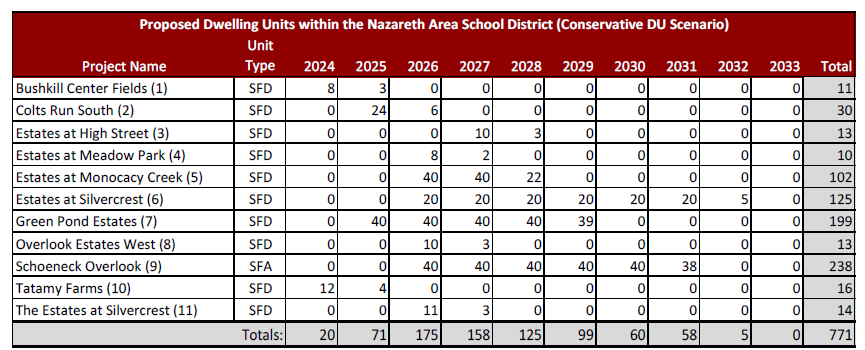 Proposed Dwelling Units within the Nazareth Area School District (Conservative DU Scenario)
Project Name Unit Type 2024 2025 2026 2027 2028 2029 2030 2031 2032 2033 Total
Bushkill Center Fields (1) SFD 8 3 0 0 0 0 0 0 0 0 11
Colts Run South (2) SFD 0 24 6 0 0 0 0 0 0 0 30
Estates at High Street (3) SFD 0 0 0 10 3 0 0 0 0 0 13
Estates at Meadow Park (4) SFD 0 0 8 2 0 0 0 0 0 0 10
Estates at Monocacy Creek (5) SFD 0 0 40 40 22 0 0 0 0 0 102
Estates at Silvercrest (6) SFD 0 0 20 20 20 20 20 20 5 0 125
Green Pond Estates (7) SFD 0 40 40 40 40 39 0 0 0 0 199
Overlook Estates West (8) SFD 0 0 10 3 0 0 0 0 0 0 13
Schoeneck Overlook (9) SFA 0 0 40 40 40 40 40 38 0 0 238
Tatamy Farms (10) SFD 12 4 0 0 0 0 0 0 0 0 16
The Estates at Silvercrest (11) SFD 0 0 11 3 0 0 0 0 0 0 14
Totals: 20 71 175 158 125 99 60 58 5 0 771